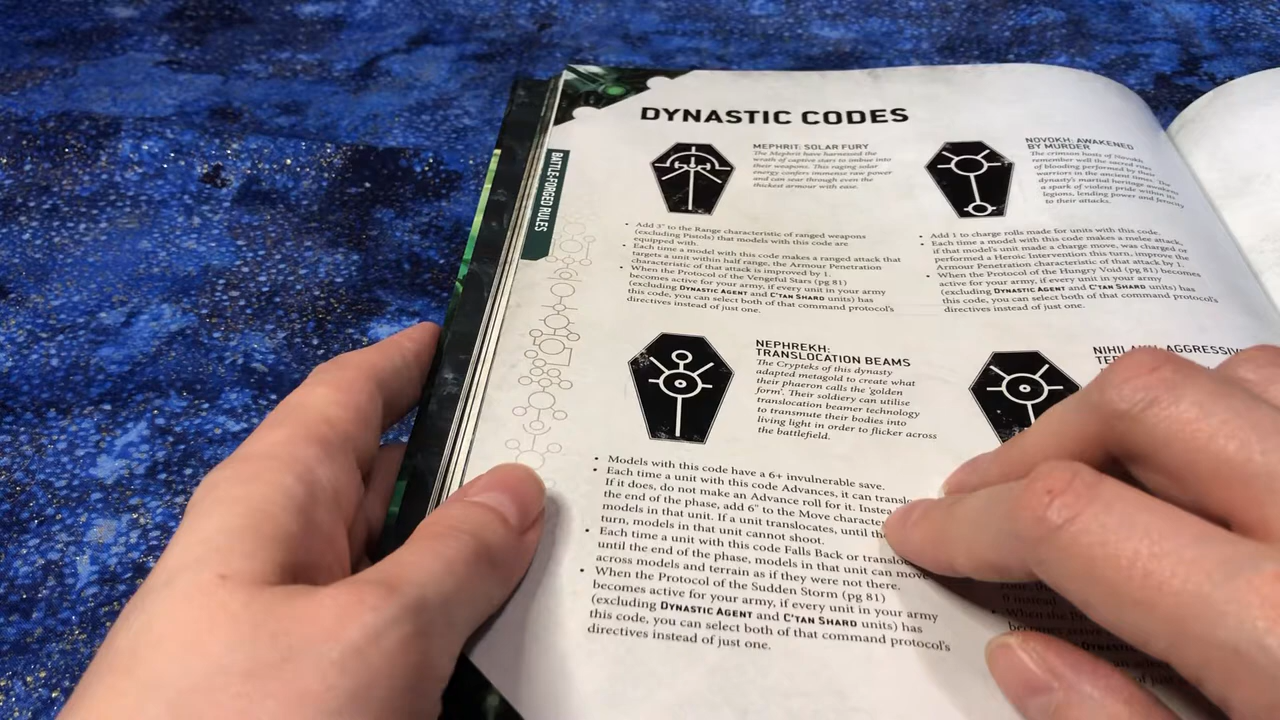 DYNASTIC CODES
BATTLE-FORGED RULES
MEPHRIT: SOLAR FURY
The Mephrit have harnessed the
wrath of captive stars to imbue into
their weapons. This raging solar
energy confers immense raw power
and can sear through even the
thickest armour with ease.
• Add 3" to the Range characteristic of ranged weapons
(excluding Pistols) that models with this code are
equipped with.
• Each time a model with this code makes a ranged attack that
targets a unit within half range, the Armour Penetration
characteristic of that attack is improved by 1.
• When the Protocol of the Vengeful Stars (pg 81)
becomes active for your army, if every unit in your army
(excluding DYNASTIC AGENT and C'TAN SHARD units) has
this code, you can select both of that command protocol's
directives instead of just one.
NOVOKH: AWAKENED
BY MURDER
The crimson hosts of Novokh
remember well the sacred rites
of blooding performed by their
warriors in the ancient times. The
dynasty's martial heritage awakens
a spark of violent pride within its
legions, lending power and ferocity
to their attacks.
• Add 1 to charge rolls made for units with this code.
• Each time a model with this code makes a melee attack,
if that model's unit made a charge move, was charged or
performed a Heroic Intervention this turn, improve the
Armour Penetration characteristic of that attack by 1.
• When the Protocol of the Hungry Void (pg 81) becomes
active for your army, if every unit in your army
(excluding DYNASTIC AGENT and C'TAN SHARD units) has
this code, you can select both of that command protocol's
directives instead of just one.
NEPHREKH:
TRANSLOCATION BEAMS
The Crypteks of this dynasty
adapted metagold to create what
their phaeron calls the 'golden
form'. Their soldiery can utilise
translocation beamer technology
to transmute their bodies into
living light in order to flicker across
the battlefield.
• Models with this code have a 6+ invulnerable save.
• Each time a unit with this code Advances, it can
If it does, do not make an Advance roll for it.
the end of the phase, add 6" to the Move
models in that unit. If a unit translocates, until
turn, models in that unit cannot shoot.
• Each time a unit with this code Falls Back or
until the end of the phase, models in that unit can move
across models and terrain as if they were not there.
• When the Protocol of the Sudden Storm (pg 81)
becomes active for your army, if every unit in your army
(excluding DYNASTIC AGENT and C'TAN SHARD units) has
this code, you can select both of that command protocol's
directives instead of just one.
AGGRESSIVE
• When the